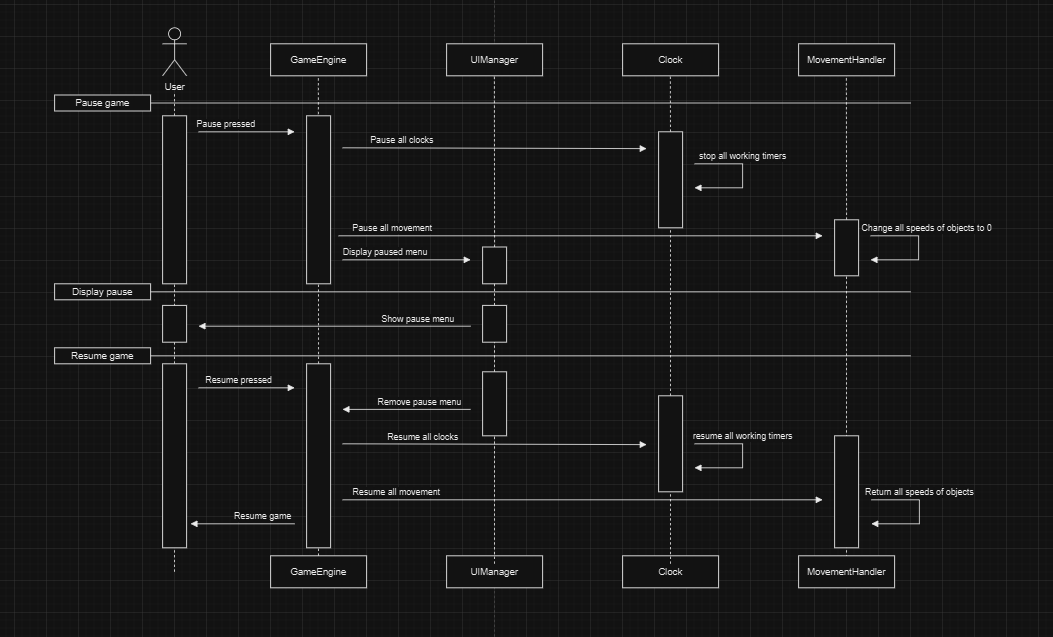 GameEngine
UIManager
Clock
MovementHandler
User
Pause game
Pause pressed
Pause all clocks
stop all working timers
Pause all movement
Change all speeds of objects to 0
Display paused menu
Display pause
Show pause menu
Resume game
Resume pressed
Remove pause menu
Resume all clocks
resume all working timers
Resume all movement
Return all speeds of objects
Resume game
GameEngine
UIManager
Clock
MovementHandler